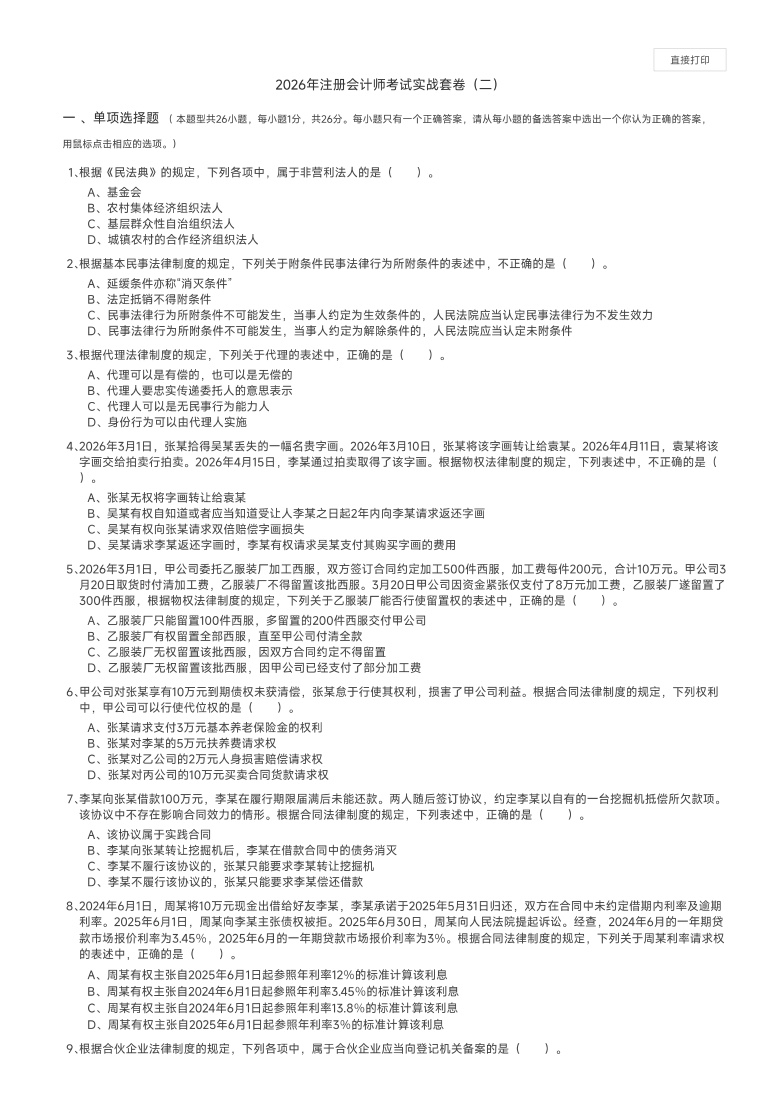 直接打印
2026年注册会计师考试实战套卷（二）
一 、单项选择题 （ 本题型共26小题，每小题1分，共26分。每小题只有一个正确答案，请从每小题的备选答案中选出一个你认为正确的答案，
用鼠标点击相应的选项。）
1、根据《民法典》的规定，下列各项中，属于非营利法人的是（　　）。
A、基金会
B、农村集体经济组织法人
C、基层群众性自治组织法人
D、城镇农村的合作经济组织法人
2、根据基本民事法律制度的规定，下列关于附条件民事法律行为所附条件的表述中，不正确的是（　　）。
A、延缓条件亦称“消灭条件”
B、法定抵销不得附条件
C、民事法律行为所附条件不可能发生，当事人约定为生效条件的，人民法院应当认定民事法律行为不发生效力
D、民事法律行为所附条件不可能发生，当事人约定为解除条件的，人民法院应当认定未附条件
3、根据代理法律制度的规定，下列关于代理的表述中，正确的是（　　）。
A、代理可以是有偿的，也可以是无偿的
B、代理人要忠实传递委托人的意思表示
C、代理人可以是无民事行为能力人
D、身份行为可以由代理人实施
4、2026年3月1日，张某拾得吴某丢失的一幅名贵字画。2026年3月10日，张某将该字画转让给袁某。2026年4月11日，袁某将该
字画交给拍卖行拍卖。2026年4月15日，李某通过拍卖取得了该字画。根据物权法律制度的规定，下列表述中，不正确的是（
）。
A、张某无权将字画转让给袁某
B、吴某有权自知道或者应当知道受让人李某之日起2年内向李某请求返还字画
C、吴某有权向张某请求双倍赔偿字画损失
D、吴某请求李某返还字画时，李某有权请求吴某支付其购买字画的费用
5、2026年3月1日，甲公司委托乙服装厂加工西服，双方签订合同约定加工500件西服，加工费每件200元，合计10万元。甲公司3
月20日取货时付清加工费，乙服装厂不得留置该批西服。3月20日甲公司因资金紧张仅支付了8万元加工费，乙服装厂遂留置了
300件西服，根据物权法律制度的规定，下列关于乙服装厂能否行使留置权的表述中，正确的是（　　）。
A、乙服装厂只能留置100件西服，多留置的200件西服交付甲公司
B、乙服装厂有权留置全部西服，直至甲公司付清全款
C、乙服装厂无权留置该批西服，因双方合同约定不得留置
D、乙服装厂无权留置该批西服，因甲公司已经支付了部分加工费
6、甲公司对张某享有10万元到期债权未获清偿，张某怠于行使其权利，损害了甲公司利益。根据合同法律制度的规定，下列权利
中，甲公司可以行使代位权的是（　　）。
A、张某请求支付3万元基本养老保险金的权利
B、张某对李某的5万元扶养费请求权
C、张某对乙公司的2万元人身损害赔偿请求权
D、张某对丙公司的10万元买卖合同货款请求权
7、李某向张某借款100万元，李某在履行期限届满后未能还款。两人随后签订协议，约定李某以自有的一台挖掘机抵偿所欠款项。
该协议中不存在影响合同效力的情形。根据合同法律制度的规定，下列表述中，正确的是（　　）。
A、该协议属于实践合同
B、李某向张某转让挖掘机后，李某在借款合同中的债务消灭
C、李某不履行该协议的，张某只能要求李某转让挖掘机
D、李某不履行该协议的，张某只能要求李某偿还借款
8、2024年6月1日，周某将10万元现金出借给好友李某，李某承诺于2025年5月31日归还，双方在合同中未约定借期内利率及逾期
利率。2025年6月1日，周某向李某主张债权被拒。2025年6月30日，周某向人民法院提起诉讼。经查，2024年6月的一年期贷
款市场报价利率为3.45%，2025年6月的一年期贷款市场报价利率为3%。根据合同法律制度的规定，下列关于周某利率请求权
的表述中，正确的是（　　）。
A、周某有权主张自2025年6月1日起参照年利率12%的标准计算该利息
B、周某有权主张自2024年6月1日起参照年利率3.45%的标准计算该利息
C、周某有权主张自2024年6月1日起参照年利率13.8%的标准计算该利息
D、周某有权主张自2025年6月1日起参照年利率3%的标准计算该利息
9、根据合伙企业法律制度的规定，下列各项中，属于合伙企业应当向登记机关备案的是（　　）。